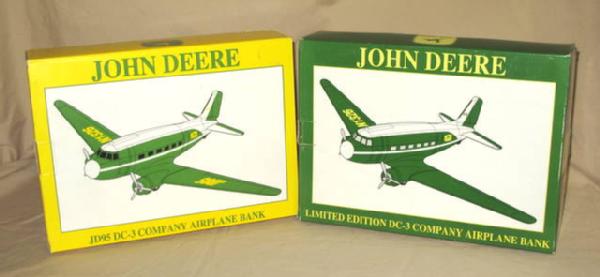 JOHN DEERE
JD95 DC-3 COMPANY AIRPLANE BANK
JOHN DEERE
LIMITED EDITION DC-3 COMPANY AIRPLANE BANK